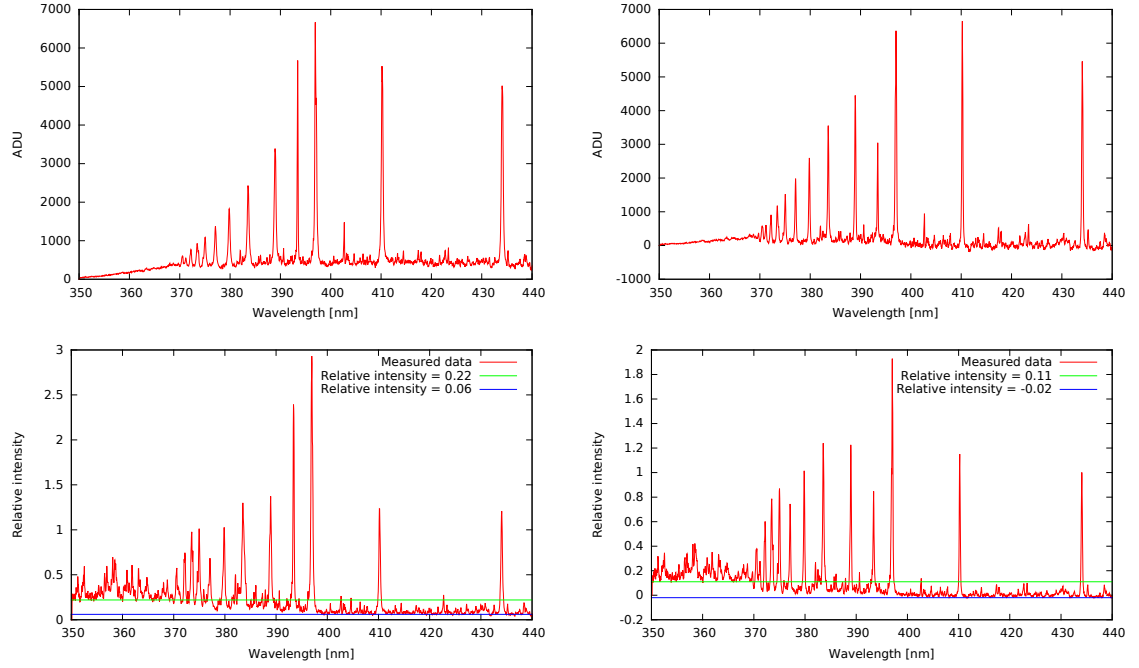 7000
6000
5000
4000
3000
2000
1000
0
ADU
350 360 370 380 390 400 410 420 430 440
Wavelength [nm]
7000
6000
5000
4000
3000
2000
1000
0
-1000
ADU
350 360 370 380 390 400 410 420 430 440
Wavelength [nm]
3
2.5
2
1.5
1
0.5
0
Relative intensity
Measured data
Relative intensity = 0.22
Relative intensity = 0.06
350 360 370 380 390 400 410 420 430 440
Wavelength [nm]
2
1.8
1.6
1.4
1.2
1
0.8
0.6
0.4
0.2
0
-0.2
Relative intensity
Measured data
Relative intensity = 0.11
Relative intensity = -0.02
350 360 370 380 390 400 410 420 430 440
Wavelength [nm]